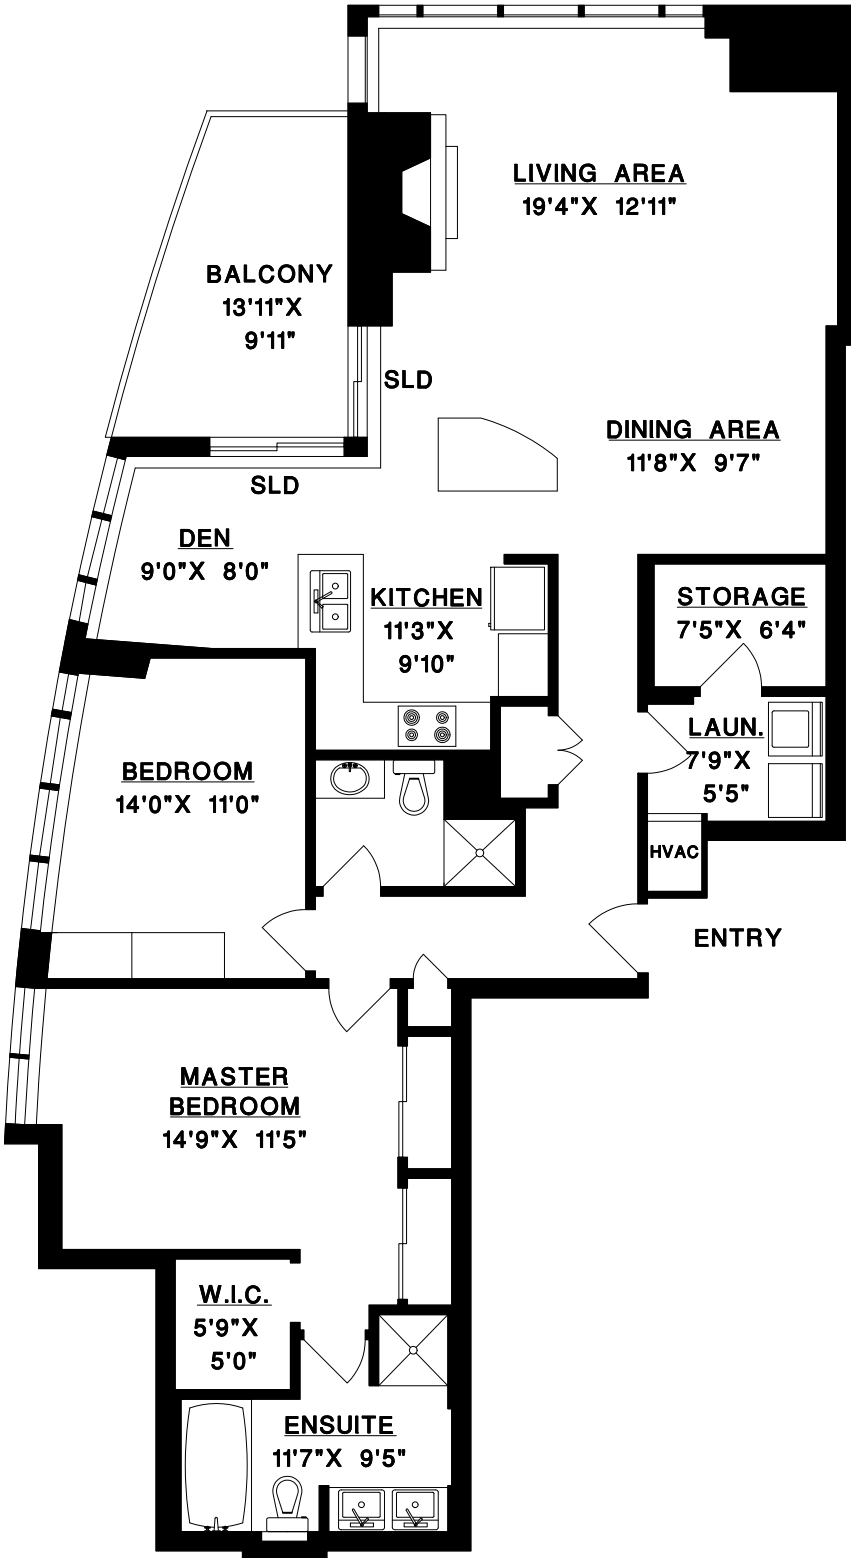 LIVING AREA
19'4"X 12'11"
BALCONY
13'11"X
9'11"
SLD
DINING AREA
11'8"X 9'7"
SLD
DEN
9'0"X 8'0"
KITCHEN
11'3"X
9'10"
STORAGE
7'5"X 6'4"
LAUN.
7'9"X
5'5"
BEDROOM
14'0"X 11'0"
HVAC
ENTRY
MASTER
BEDROOM
14'9"X 11'5"
W.I.C.
5'9"X
5'0"
ENSUITE
11'7"X 9'5"